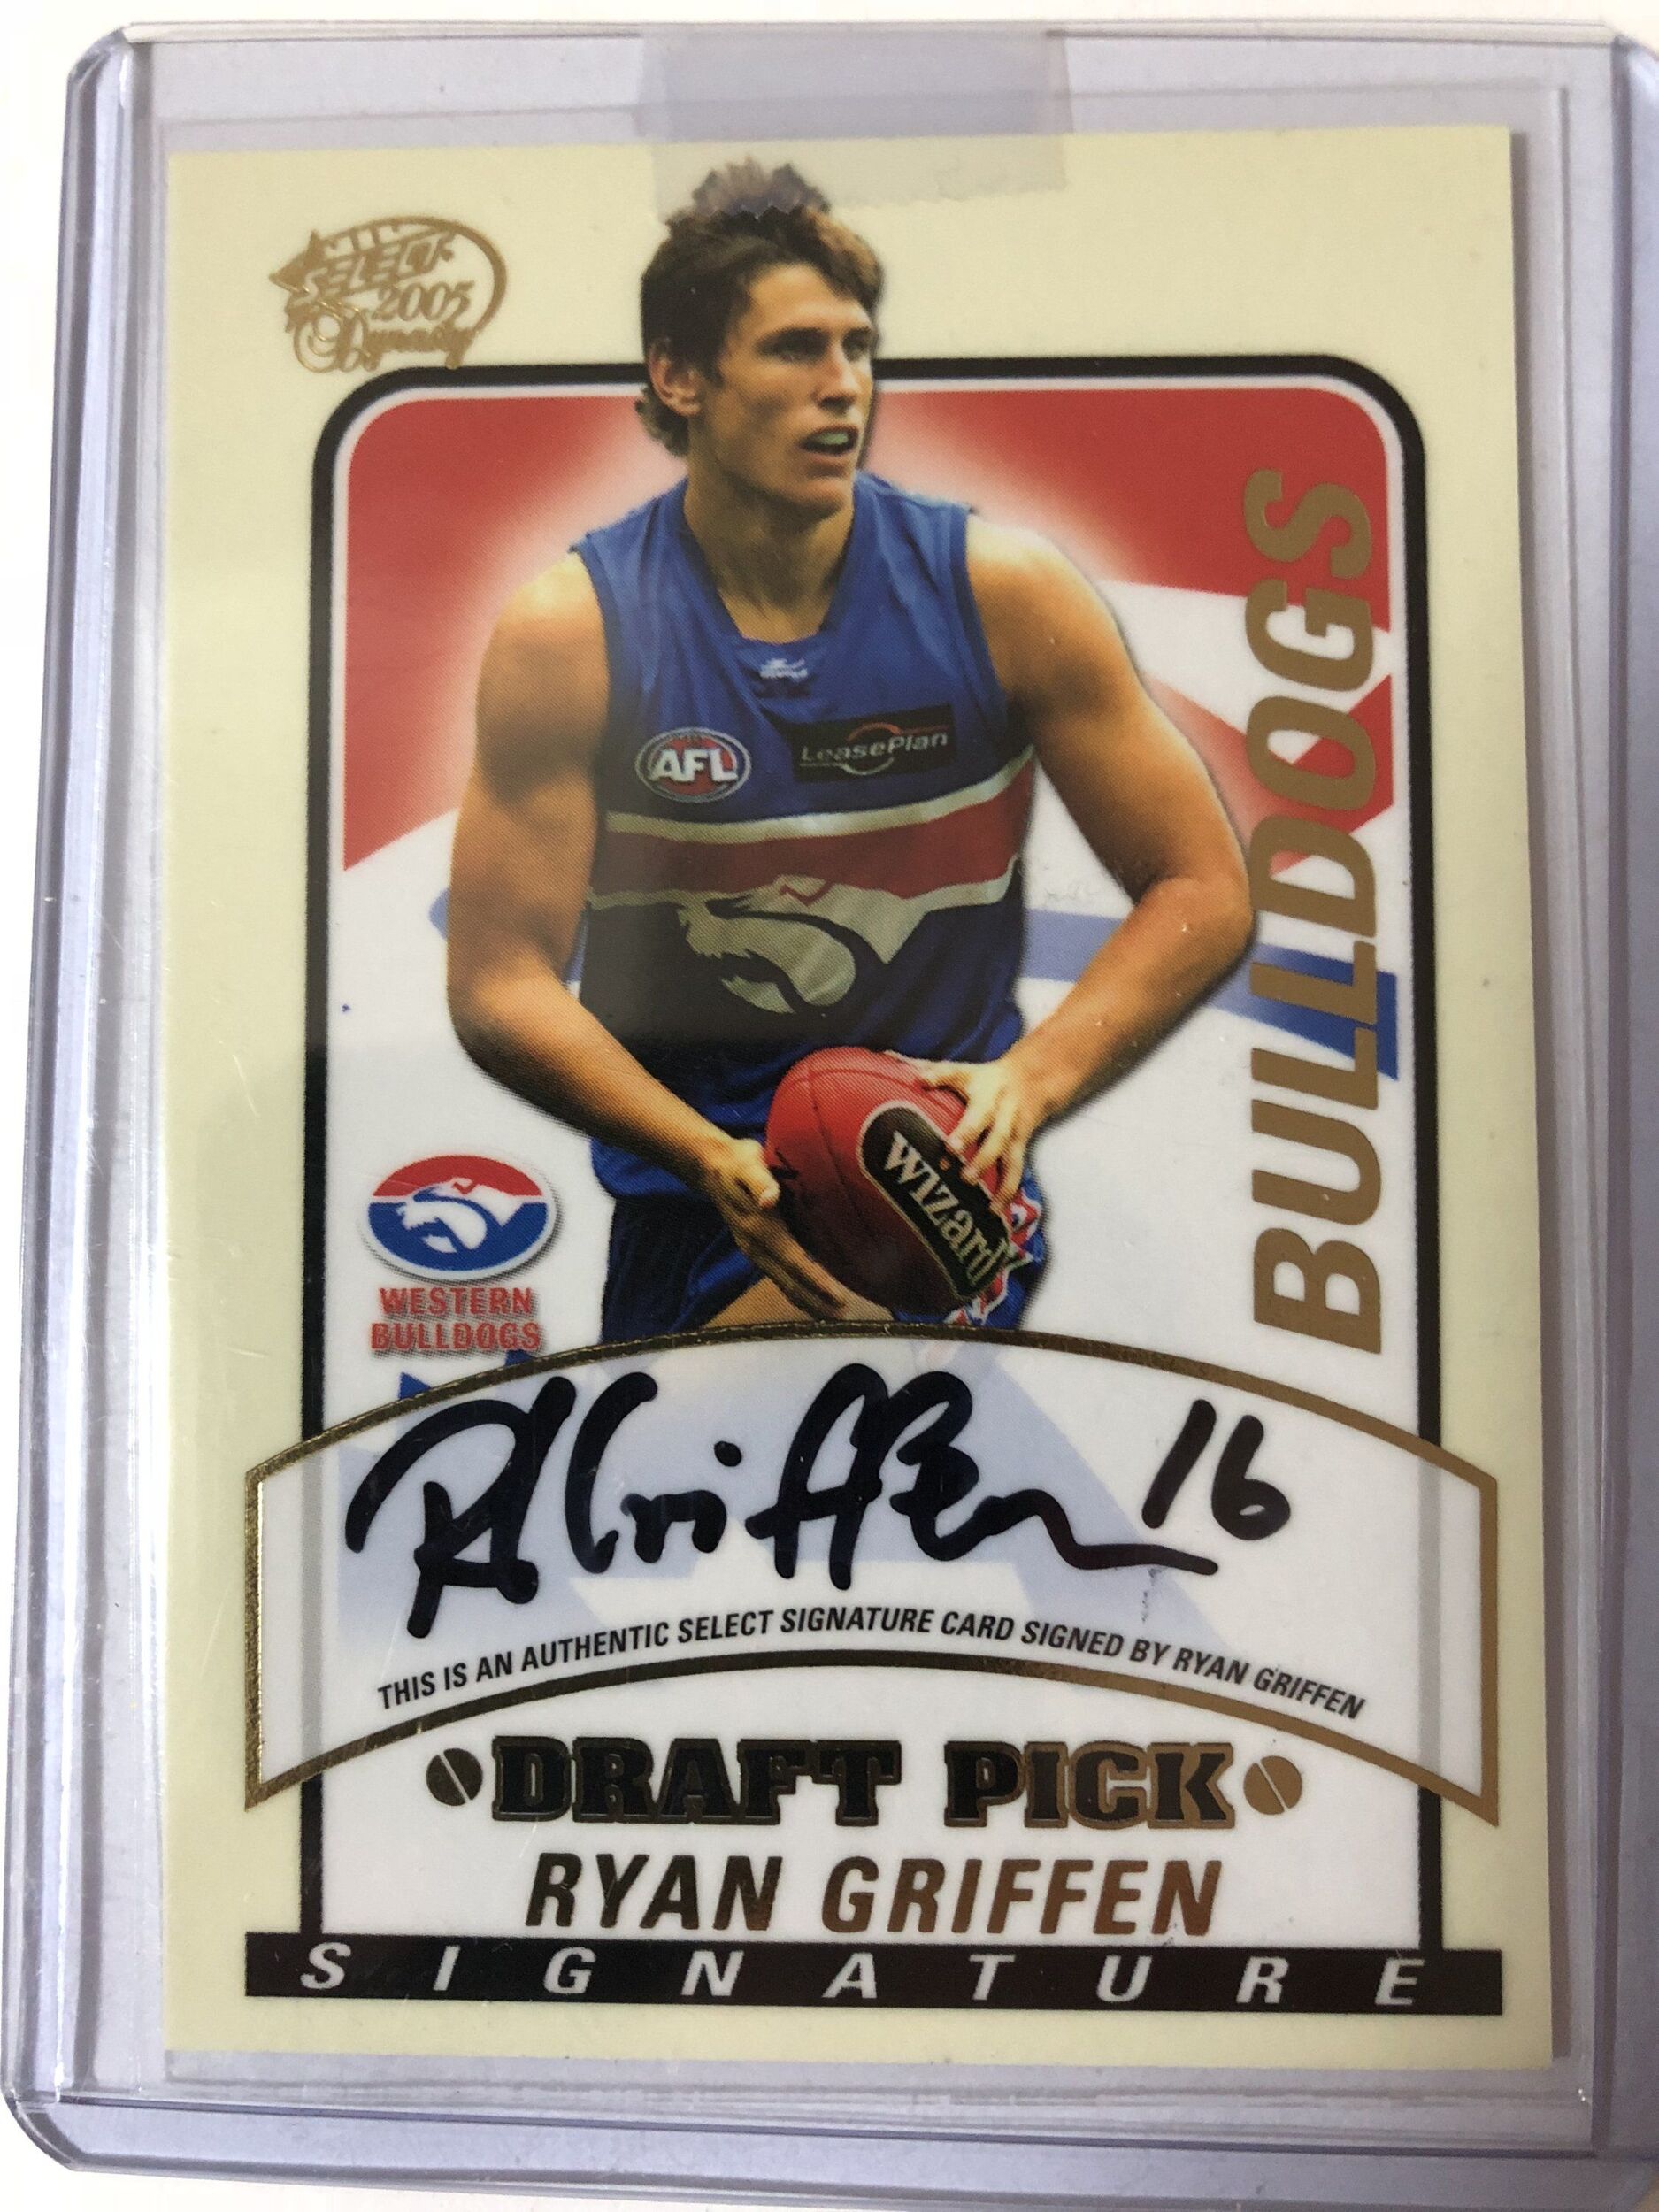 SELECT
2005
Dynasty
BULLDOGS
AFL
LeasePlan
wizard
WESTERN
BULLDOGS
R Griffen 16
THIS IS AN AUTHENTIC SELECT SIGNATURE CARD SIGNED BY RYAN GRIFFEN
DRAFT PICK
RYAN GRIFFEN
SIGNATURE